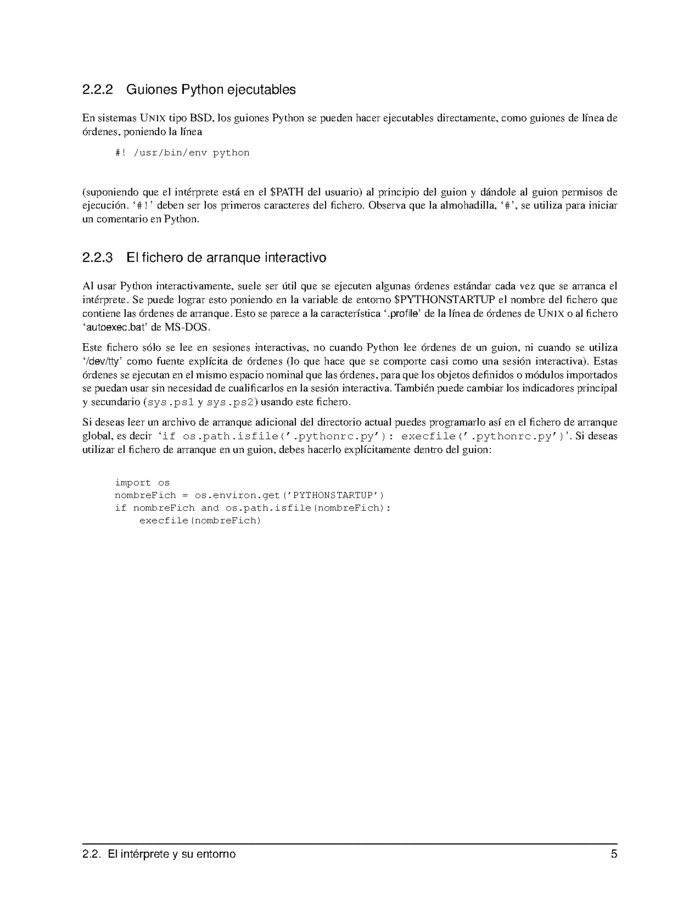 2.2.2 Guiones Python ejecutables
En sistemas UNIX tipo BSD, los guiones Python se pueden hacer ejecutables directamente, como guiones de línea de
órdenes, poniendo la línea
#! /usr/bin/env python
(suponiendo que el intérprete está en el $PATH del usuario) al principio del guion y dándole al guion permisos de
ejecución. ‘#!’ deben ser los primeros caracteres del fichero. Observa que la almohadilla, ‘#’, se utiliza para iniciar
un comentario en Python.
2.2.3 El fichero de arranque interactivo
Al usar Python interactivamente, suele ser útil que se ejecuten algunas órdenes estándar cada vez que se arranca el
intérprete. Se puede lograr esto poniendo en la variable de entorno $PYTHONSTARTUP el nombre del fichero que
contiene las órdenes de arranque. Esto se parece a la característica ‘.profile’ de la línea de órdenes de UNIX o al fichero
‘autoexec.bat’ de MS-DOS.
Este fichero sólo se lee en sesiones interactivas, no cuando Python lee órdenes de un guion, ni cuando se utiliza
‘/dev/tty’ como fuente explícita de órdenes (lo que hace que se comporte casi como una sesión interactiva). Estas
órdenes se ejecutan en el mismo espacio nominal que las órdenes, para que los objetos definidos o módulos importados
se puedan usar sin necesidad de cualificarlos en la sesión interactiva. También puede cambiar los indicadores principal
y secundario (sys.ps1 y sys.ps2) usando este fichero.
Si deseas leer un archivo de arranque adicional del directorio actual puedes programarlo así en el fichero de arranque
global, es decir ‘if os.path.isfile(’.pythonrc.py’): execfile(’.pythonrc.py’)’. Si deseas
utilizar el fichero de arranque en un guion, debes hacerlo explícitamente dentro del guion:
import os
nombreFich = os.environ.get(’PYTHONSTARTUP’)
if nombreFich and os.path.isfile(nombreFich):
    execfile(nombreFich)
2.2. El intérprete y su entorno 5